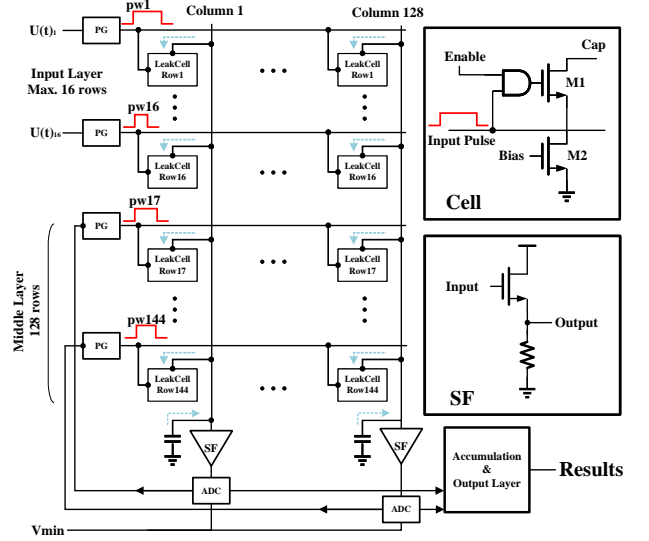 Column 1
Column 128
pw1
U(t)1
PG
LeakCell
Row1
LeakCell
Row1
Input Layer
Max. 16 rows
pw16
U(t)16
PG
LeakCell
Row16
LeakCell
Row16
pw17
PG
LeakCell
Row17
LeakCell
Row17
Middle Layer
128 rows
pw144
PG
LeakCell
Row144
LeakCell
Row144
SF
SF
ADC
ADC
Vmin
Accumulation
&
Output Layer
Results
Enable
Cap
M1
Input Pulse
Bias
M2
Cell
Input
Output
SF